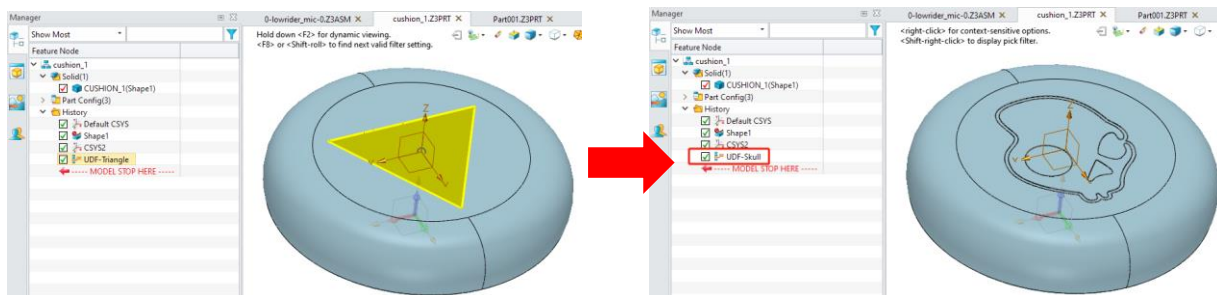 Manager
0-lowrider_mic-0.Z3ASM
cushion_1.Z3PRT
Part001.Z3PRT
Show Most
Hold down <F2> for dynamic viewing.
<F8> or <Shift-roll> to find next valid filter setting.
Feature Node
cushion_1
Solid(1)
CUSHION_1(Shape1)
Part Config(3)
History
Default CSYS
Shape1
CSYS2
UDF-Triangle
----- MODEL STOP HERE -----
Z
Manager
0-lowrider_mic-0.Z3ASM
cushion_1.Z3PRT
Part001.Z3PRT
Show Most
<right-click> for context-sensitive options.
<Shift-right-click> to display pick filter.
Feature Node
cushion_1
Solid(1)
CUSHION_1(Shape1)
Part Config(3)
History
Default CSYS
Shape1
CSYS2
UDF-Skull
----- MODEL STOP HERE -----
Z